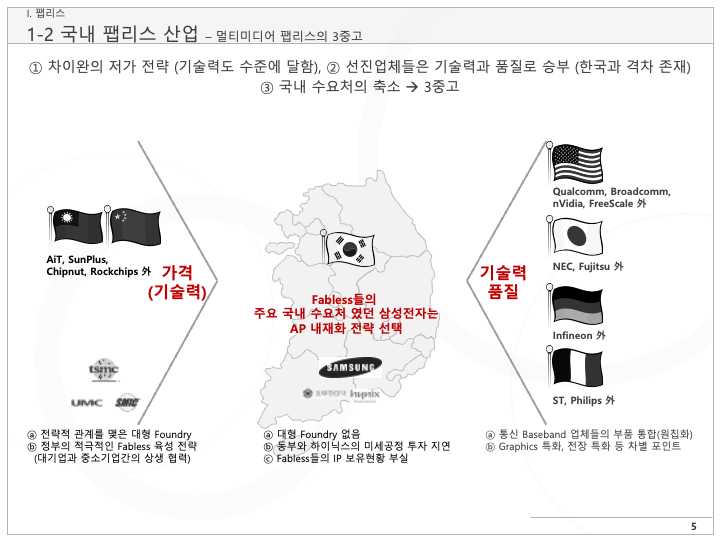 I. 팹리스
1-2 국내 팹리스 산업 – 멀티미디어 팹리스의 3중고
① 차이완의 저가 전략 (기술력도 수준에 달함), ② 선진업체들은 기술력과 품질로 승부 (한국과 격차 존재)
③ 국내 수요처의 축소 → 3중고
AiT, SunPlus,
Chipnut, Rockchips 外
가격
(기술력)
tsmc
UMC
SMIC
ⓐ 전략적 관계를 맺은 대형 Foundry
ⓑ 정부의 적극적인 Fabless 육성 전략
(대기업과 중소기업간의 상생 협력)
Fabless들의
주요 국내 수요처 였던 삼성전자는
AP 내재화 전략 선택
SAMSUNG
동부하이텍
hynix
ⓐ 대형 Foundry 없음
ⓑ 동부와 하이닉스의 미세공정 투자 지연
ⓒ Fabless들의 IP 보유현황 부실
기술력
품질
Qualcomm, Broadcomm,
nVidia, FreeScale 外
NEC, Fujitsu 外
Infineon 外
ST, Philips 外
ⓐ 통신 Baseband 업체들의 부품 통합(원칩화)
ⓑ Graphics 특화, 전장 특화 등 차별 포인트
5